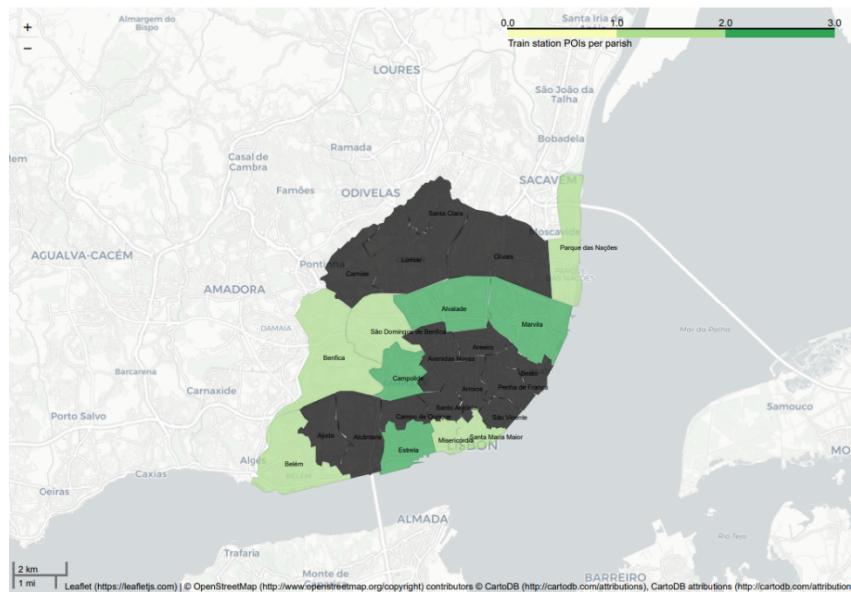 Almargem do
Bispo
Santa Iria de
0.0
1.0
2.0
3.0
+
−
Train station POIs per parish
LOURES
São João da
Talha
Bobadela
Ramada
Casal de
Cambra
SACAVÉM
Famões
ODIVELAS
Santa Clara
Moscavide
Parque das Nações
AGUALVA-CACÉM
Pontinha
Lumiar
Olivais
Carnide
AMADORA
Alvalade
Marvila
DAMAIA
São Domingos de Benfica
Mar da Palha
Areeiro
Benfica
Avenidas Novas
Barcarena
Campolide
Beato
Carnaxide
Arroios
Penha de França
Samouco
Porto Salvo
Santo António
Campo de Ourique
São Vicente
Ajuda
Alcântara
Misericórdia
Santa Maria Maior
LISBON
Estrela
Algés
Belém
BELÉM
Caxias
Oeiras
ALMADA
Rio Tejo
Trafaria
2 km
1 mi
Monte de
BARREIRO
Leaflet (https://leafletjs.com) | © OpenStreetMap (http://www.openstreetmap.org/copyright) contributors © CartoDB (http://cartodb.com/attributions), CartoDB attributions (http://cartodb.com/attribution